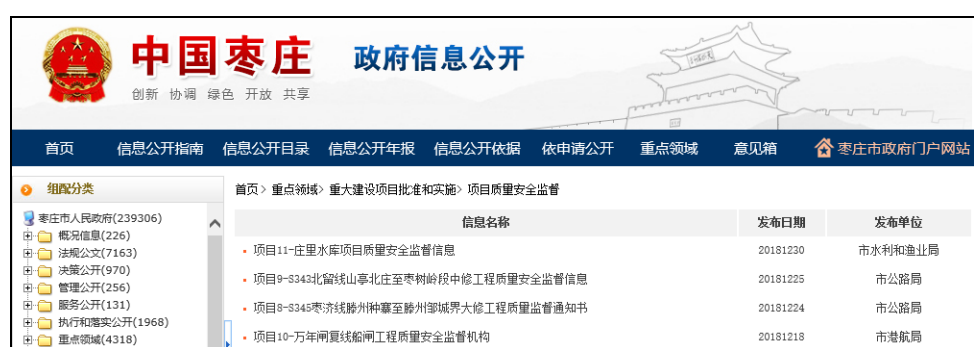 中国枣庄 政府信息公开
创新 协调 绿色 开放 共享
首页 信息公开指南 信息公开目录 信息公开年报 信息公开依据 依申请公开 重点领域 意见箱 枣庄市政府门户网站
组配分类
枣庄市人民政府(239306)
概况信息(226)
法规公文(7163)
决策公开(970)
管理公开(256)
服务公开(131)
执行和落实公开(1968)
重点领域(4318)
首页> 重点领域> 重大建设项目批准和实施> 项目质量安全监督
信息名称 发布日期 发布单位
项目11-庄里水库项目质量安全监督信息 20181230 市水利和渔业局
项目9-S343北留线山亭北庄至枣树岭段中修工程质量安全监督信息 20181225 市公路局
项目8-S345枣济线滕州种寨至滕州邹城界大修工程质量监督通知书 20181224 市公路局
项目10-万年闸复线船闸工程质量安全监督机构 20181218 市港航局